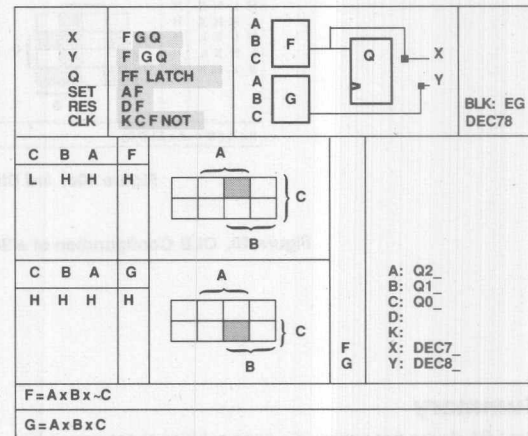 X F G Q
Y F G Q
Q FF LATCH
SET A F
RES D F
CLK K C F NOT
A
B
C
F
A
B
C
G
Q
X
Y
BLK: EG
DEC78
C B A F
L H H H
A
C
B
C B A G
H H H H
A
C
B
A: Q2_
B: Q1_
C: Q0_
D:
K:
F X: DEC7_
G Y: DEC8_
F=AxBx~C
G=AxBxC